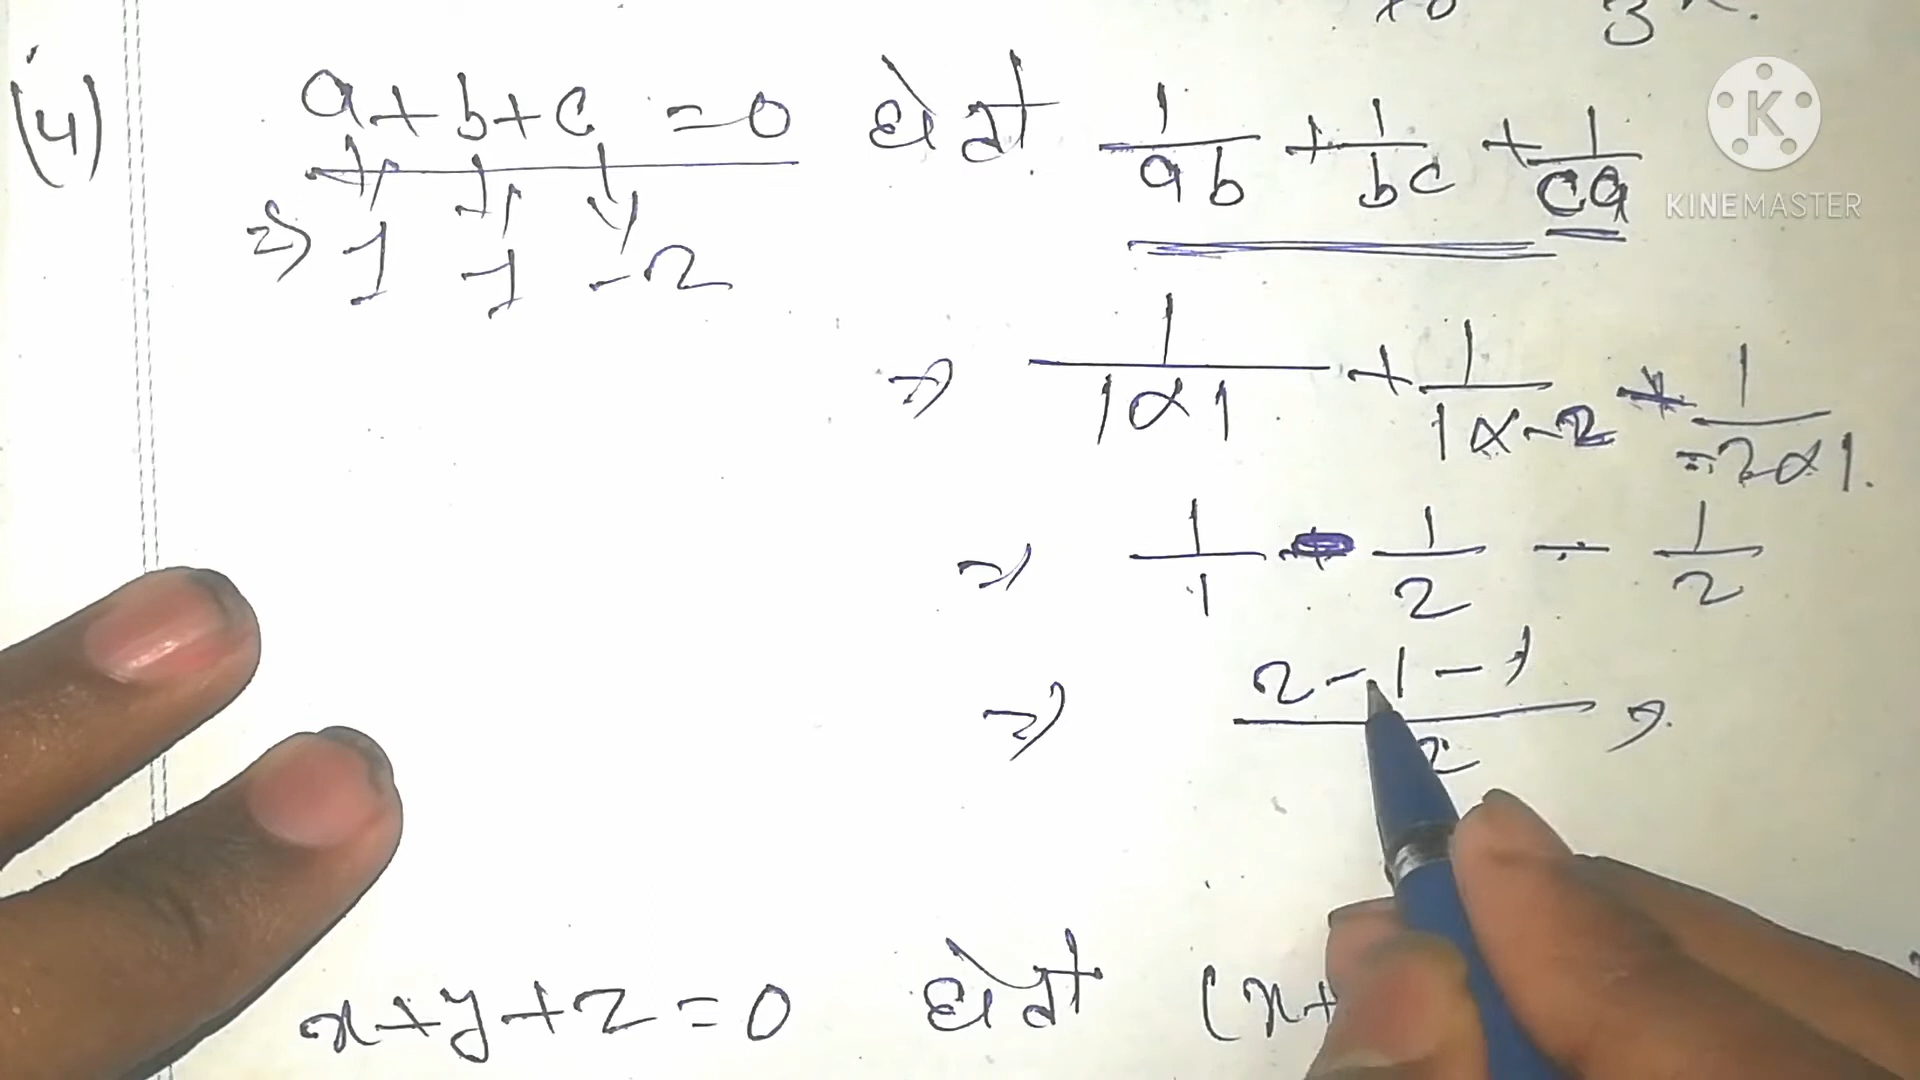 (५) a+b+c =0 हो तो 1/ab + 1/bc + 1/ca
⇒ 1 1 -2
⇒ 1/1×1 + 1/1×-2 + 1/-2×1.
⇒ 1/1 - 1/2 - 1/2
⇒ 2-1-1/2 ⇒
x+y+z=0 हो तो (x+
K
KINEMASTER